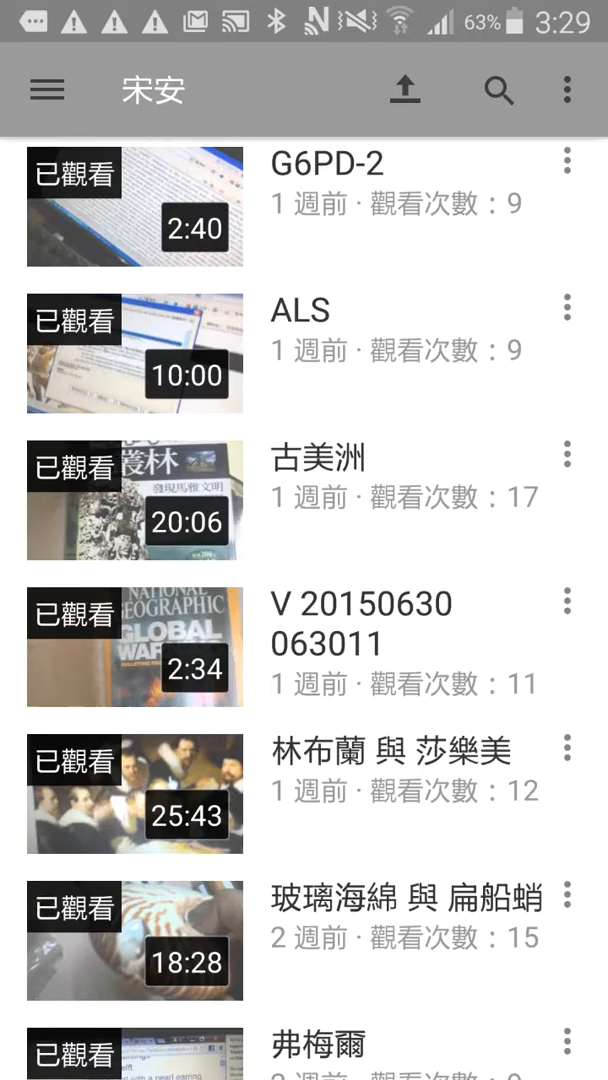 63% 3:29
宋安
已觀看
2:40
G6PD-2
1 週前 · 觀看次數：9
已觀看
10:00
ALS
1 週前 · 觀看次數：9
已觀看
叢林
發現馬雅文明
20:06
古美洲
1 週前 · 觀看次數：17
已觀看
NATIONAL
GEOGRAPHIC
GLOBAL
2:34
V 20150630
063011
1 週前 · 觀看次數：11
已觀看
25:43
林布蘭 與 莎樂美
1 週前 · 觀看次數：12
已觀看
18:28
玻璃海綿 與 扁船蛸
2 週前 · 觀看次數：15
已觀看
with a pearl earring
弗梅爾